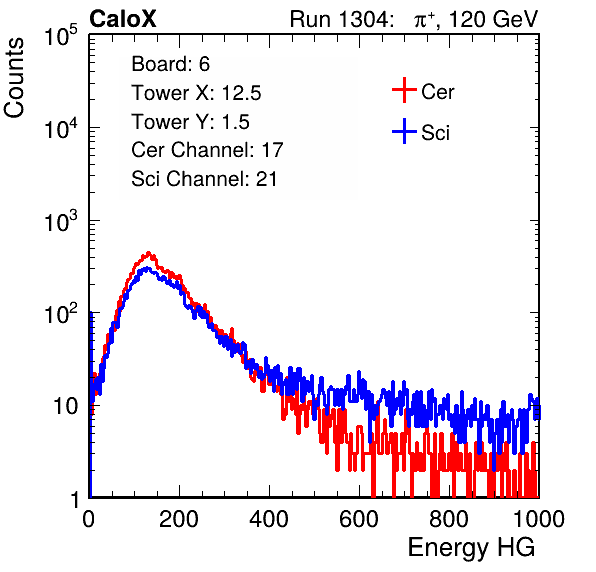 CaloX Run 1304: π⁺, 120 GeV
Counts
10⁵
10⁴
10³
10²
10
1
Board: 6
Tower X: 12.5
Tower Y: 1.5
Cer Channel: 17
Sci Channel: 21
Cer
Sci
0 200 400 600 800 1000
Energy HG